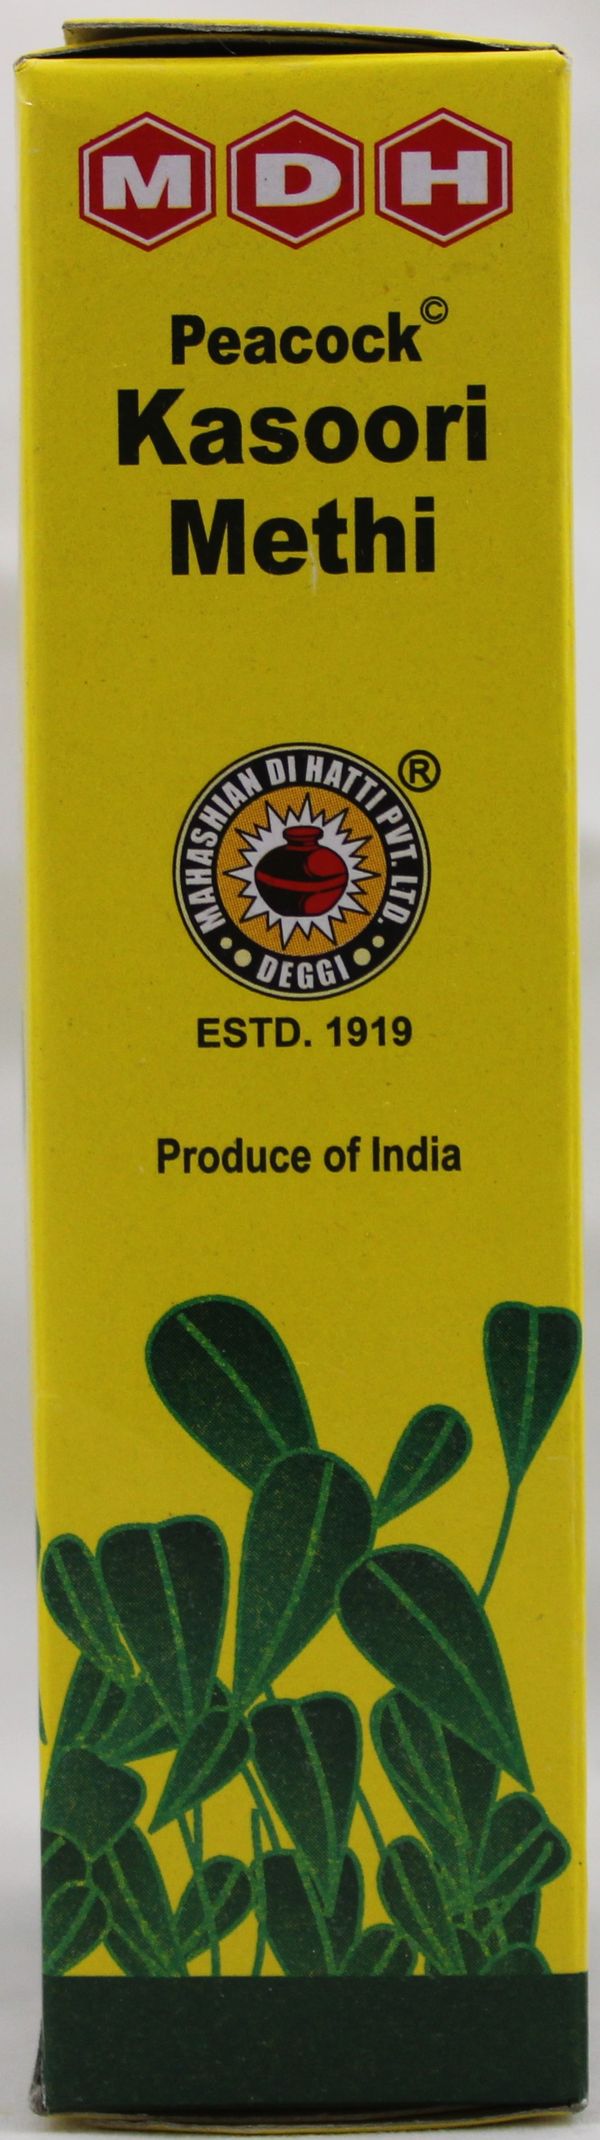 MDH
Peacock©
Kasoori
Methi
MAHASHIAN DI HATTI PVT. LTD.
®
DEGGI
ESTD. 1919
Produce of India